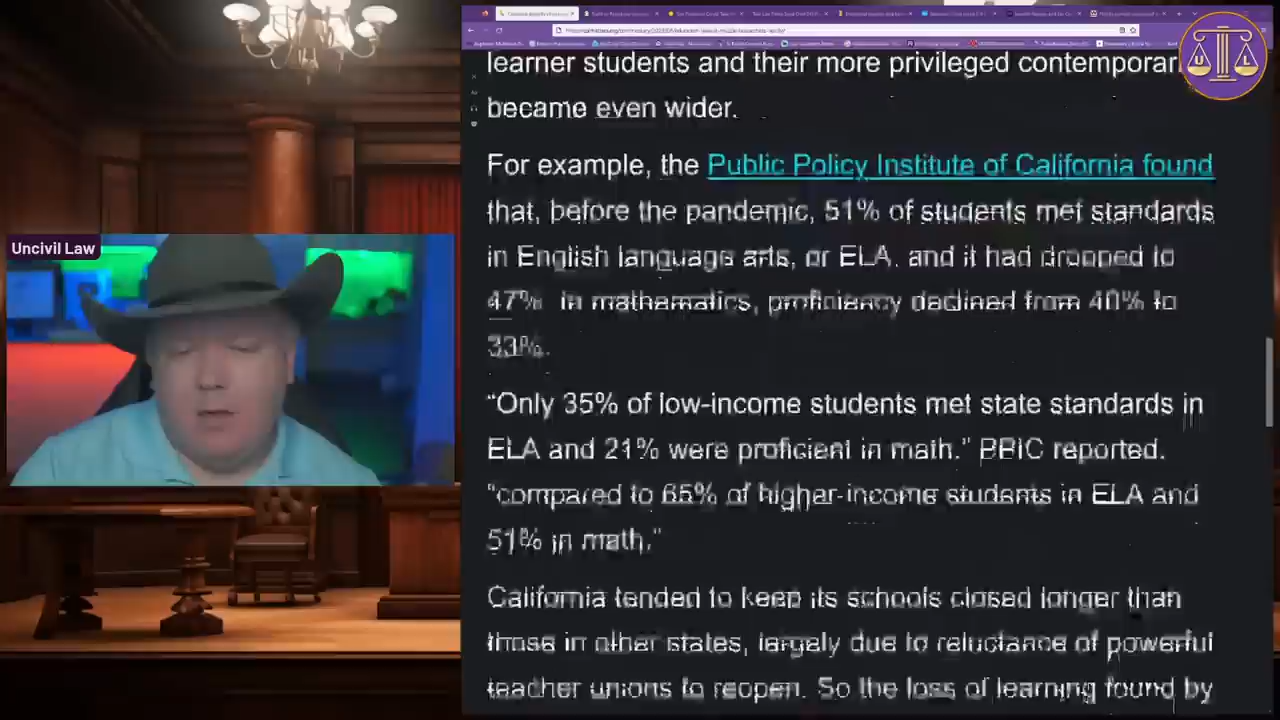 Uncivil Law
U L
learner students and their more privileged
became even wider.
For example, the Public Policy Institute of California found
that, before the pandemic, 51% of students met standards
in English language arts, or ELA, and it had dropped to
47%. In mathematics, proficiency declined from 40% to
33%.
“Only 35% of low-income students met state standards in
ELA and 21% were proficient in math.” PPIC reported.
“compared to 65% of higher-income students in ELA and
51% in math.”
California tended to keep its schools closed longer than
those in other states, largely due to reluctance of powerful
teacher unions to reopen. So the loss of learning found by